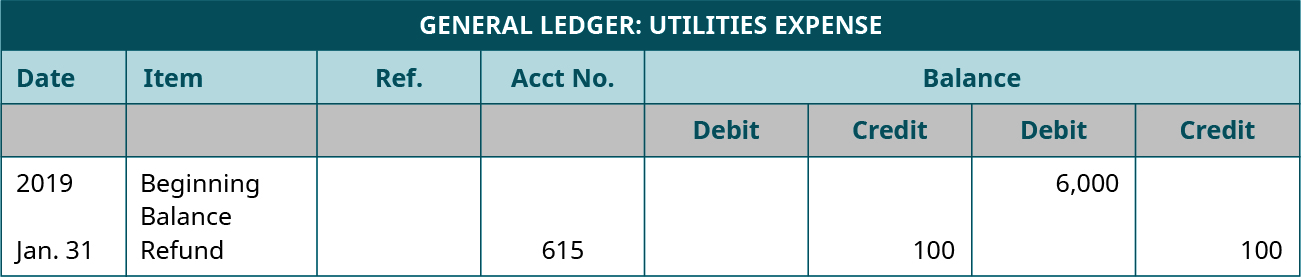 GENERAL LEDGER: UTILITIES EXPENSE
Date Item Ref. Acct No. Balance
Debit Credit Debit Credit
2019 Beginning 6,000
Balance
Jan. 31 Refund 615 100 100